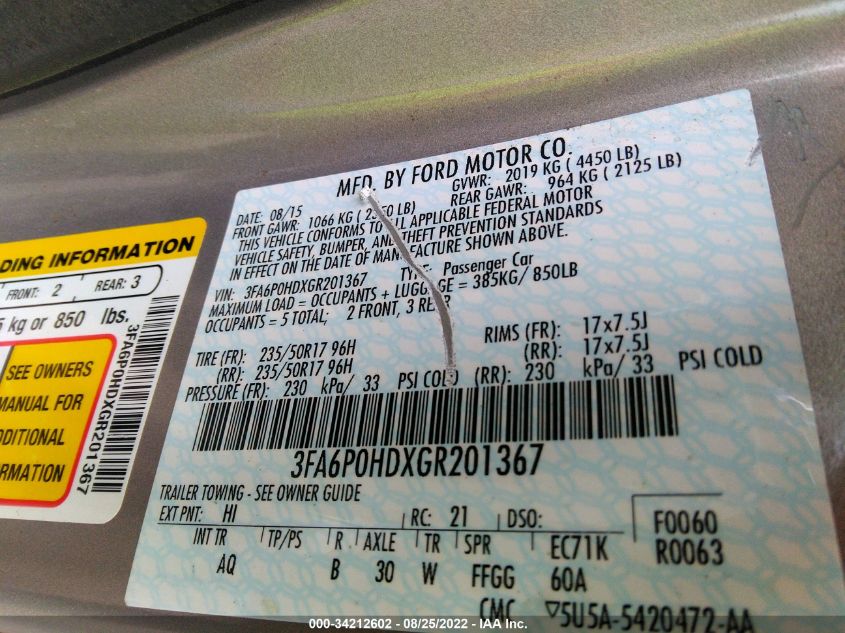 DING INFORMATION
FRONT: 2 REAR: 3
kg or 850 lbs.
SEE OWNERS
MANUAL FOR
DDITIONAL
NFORMATION
3FA6P0HDXGR201367
MFD. BY FORD MOTOR CO.
DATE: 08/15 GVWR: 2019 KG ( 4450 LB)
FRONT GAWR: 1066 KG ( LB) REAR GAWR: 964 KG ( 2125 LB)
THIS VEHICLE CONFORMS TO ALL APPLICABLE FEDERAL MOTOR
VEHICLE SAFETY, BUMPER, AND THEFT PREVENTION STANDARDS
IN EFFECT ON THE DATE OF MANUFACTURE SHOWN ABOVE.
VIN: 3FA6P0HDXGR201367 TYPE: Passenger Car
MAXIMUM LOAD = OCCUPANTS + LUGGAGE = 385KG/ 850LB
OCCUPANTS = 5 TOTAL; 2 FRONT, 3 REAR
TIRE (FR): 235/50R17 96H RIMS (FR): 17x7.5J
(RR): 235/50R17 96H (RR): 17x7.5J
PRESSURE (FR): 230 kPa/ 33 PSI COLD (RR): 230 kPa/ 33 PSI COLD
3FA6P0HDXGR201367
TRAILER TOWING - SEE OWNER GUIDE
EXT PNT: HI RC: 21 DSO: F0060
INT TR TP/PS R AXLE TR SPR EC71K R0063
AQ B 30 W FFGG 60A
CMC ▽5U5A-5420472-AA
000-34212602 - 08/25/2022 - IAA Inc.